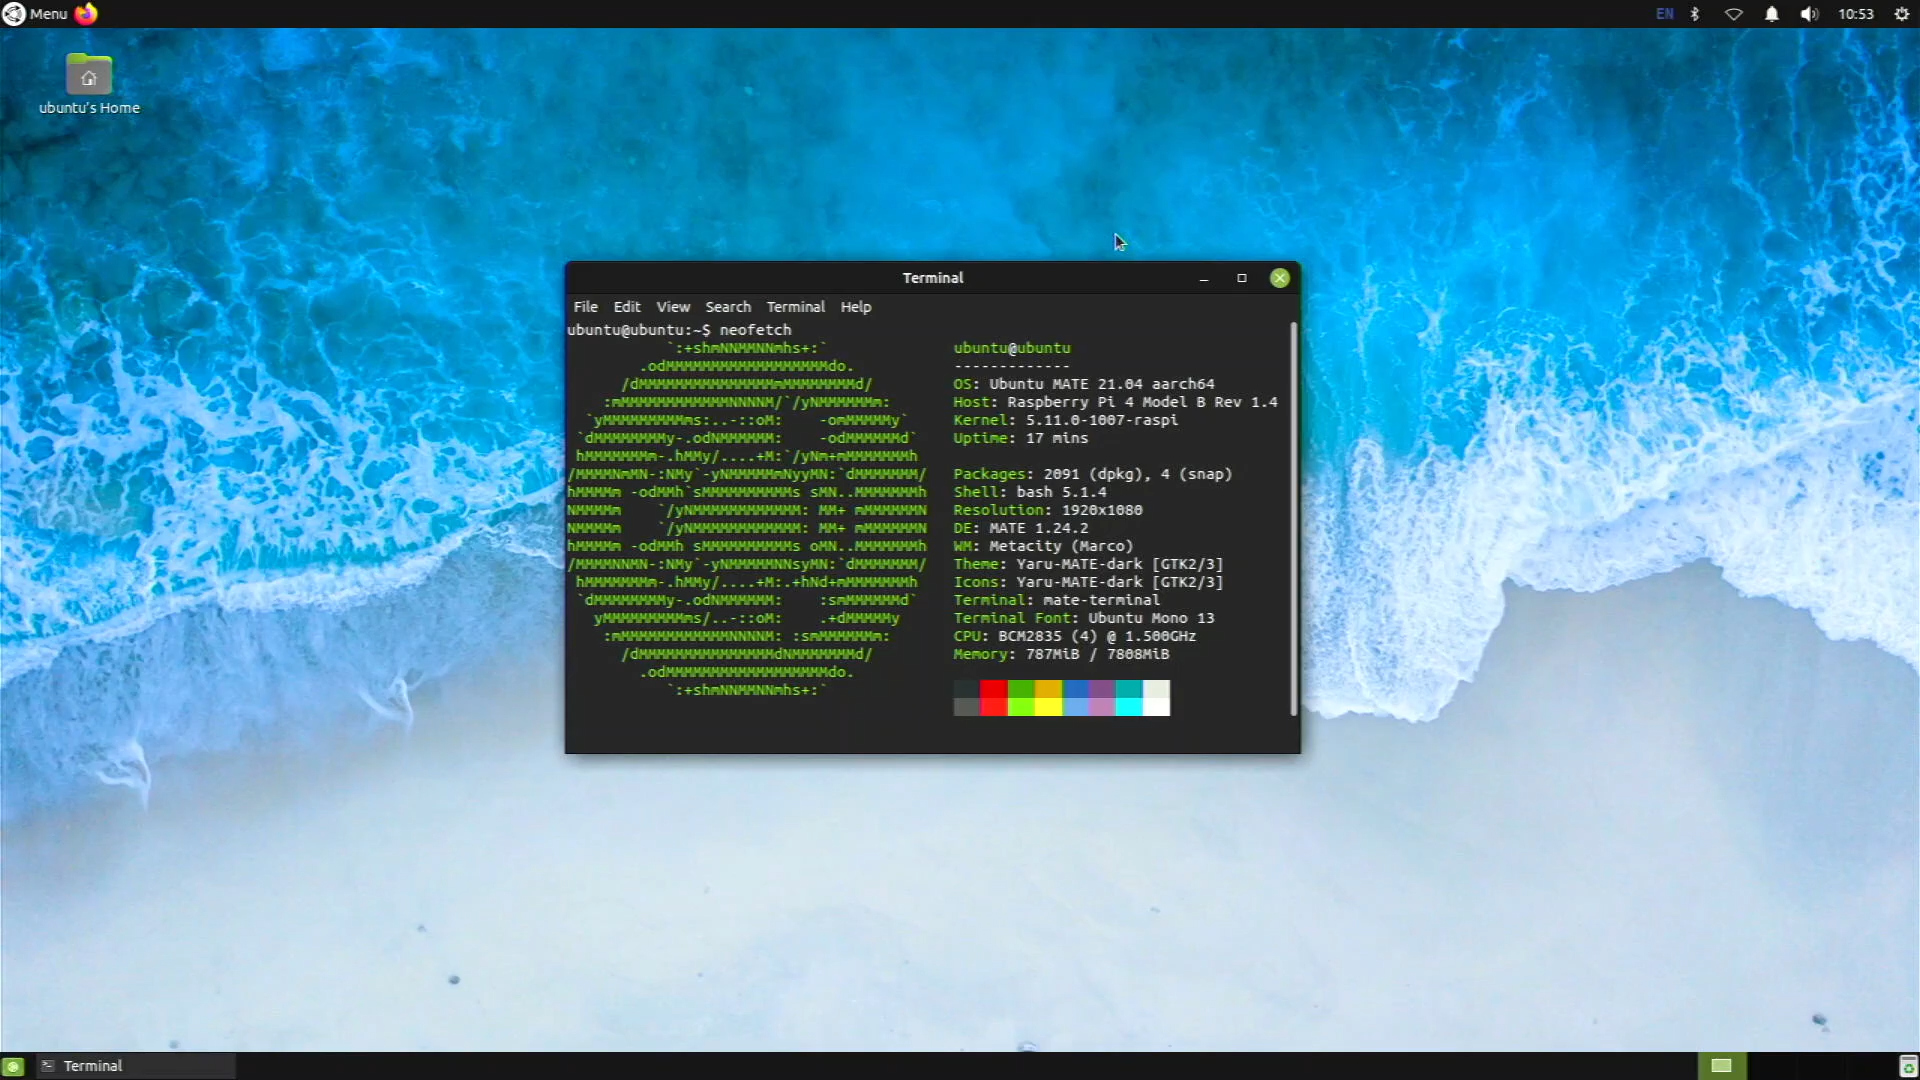 Menu
EN
10:53
ubuntu's Home
Terminal
File Edit View Search Terminal Help
ubuntu@ubuntu:~$ neofetch
ubuntu@ubuntu
-------------
OS: Ubuntu MATE 21.04 aarch64
Host: Raspberry Pi 4 Model B Rev 1.4
Kernel: 5.11.0-1007-raspi
Uptime: 17 mins
Packages: 2091 (dpkg), 4 (snap)
Shell: bash 5.1.4
Resolution: 1920x1080
DE: MATE 1.24.2
WM: Metacity (Marco)
Theme: Yaru-MATE-dark [GTK2/3]
Icons: Yaru-MATE-dark [GTK2/3]
Terminal: mate-terminal
Terminal Font: Ubuntu Mono 13
CPU: BCM2835 (4) @ 1.500GHz
Memory: 787MiB / 7808MiB
Terminal